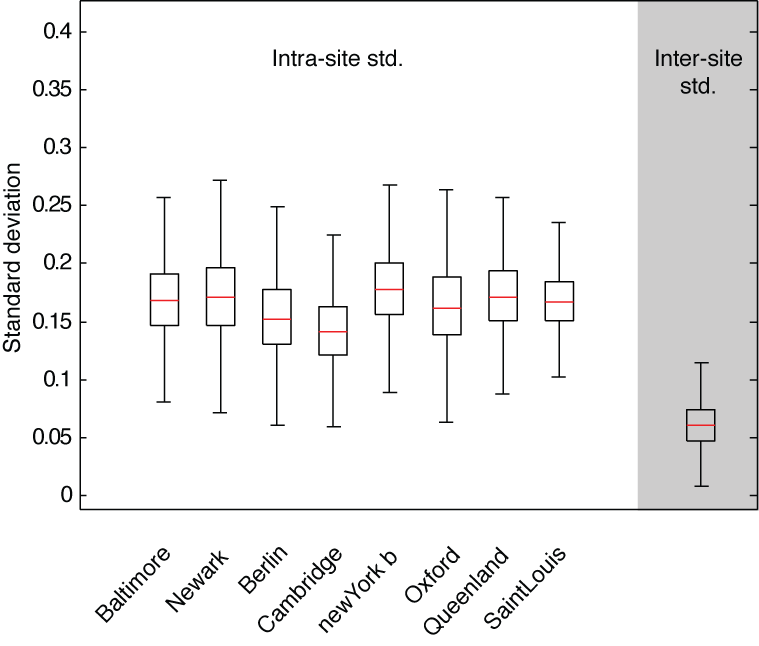 0.4
0.35
0.3
0.25
0.2
0.15
0.1
0.05
0
Standard deviation
Intra-site std.
Inter-site
std.
Baltimore
Newark
Berlin
Cambridge
newYork b
Oxford
Queenland
SaintLouis